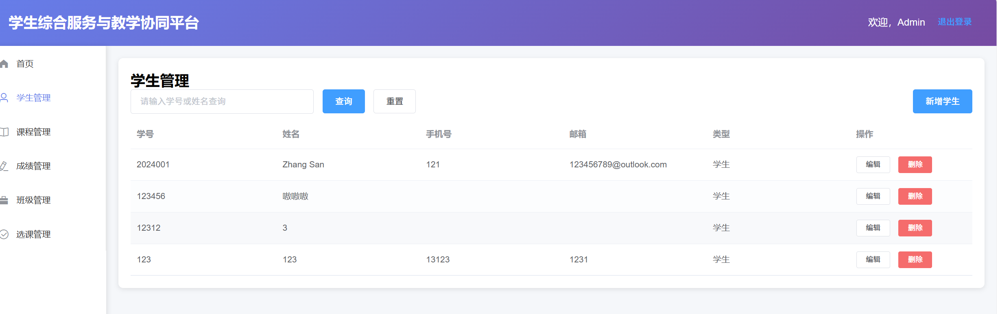 学生综合服务与教学协同平台
欢迎，Admin 退出登录
首页
学生管理
课程管理
成绩管理
班级管理
选课管理
学生管理
请输入学号或姓名查询 查询 重置 新增学生
学号 姓名 手机号 邮箱 类型 操作
2024001 Zhang San 121 123456789@outlook.com 学生 编辑 删除
123456 嗷嗷嗷 学生 编辑 删除
12312 3 学生 编辑 删除
123 123 13123 1231 学生 编辑 删除